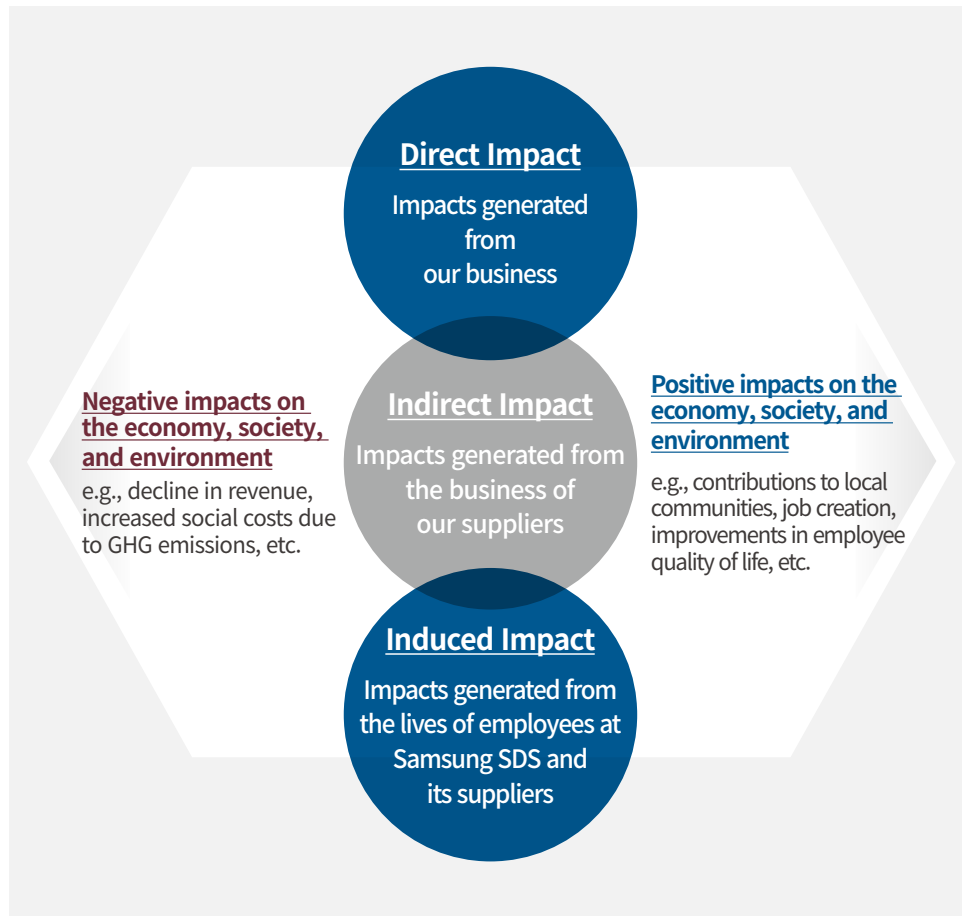 Direct Impact
Impacts generated
from
our business
Negative impacts on
the economy, society,
and environment
e.g., decline in revenue,
increased social costs due
to GHG emissions, etc.
Indirect Impact
Impacts generated from
the business of
our suppliers
Positive impacts on the
economy, society, and
environment
e.g., contributions to local
communities, job creation,
improvements in employee
quality of life, etc.
Induced Impact
Impacts generated from
the lives of employees at
Samsung SDS and
its suppliers